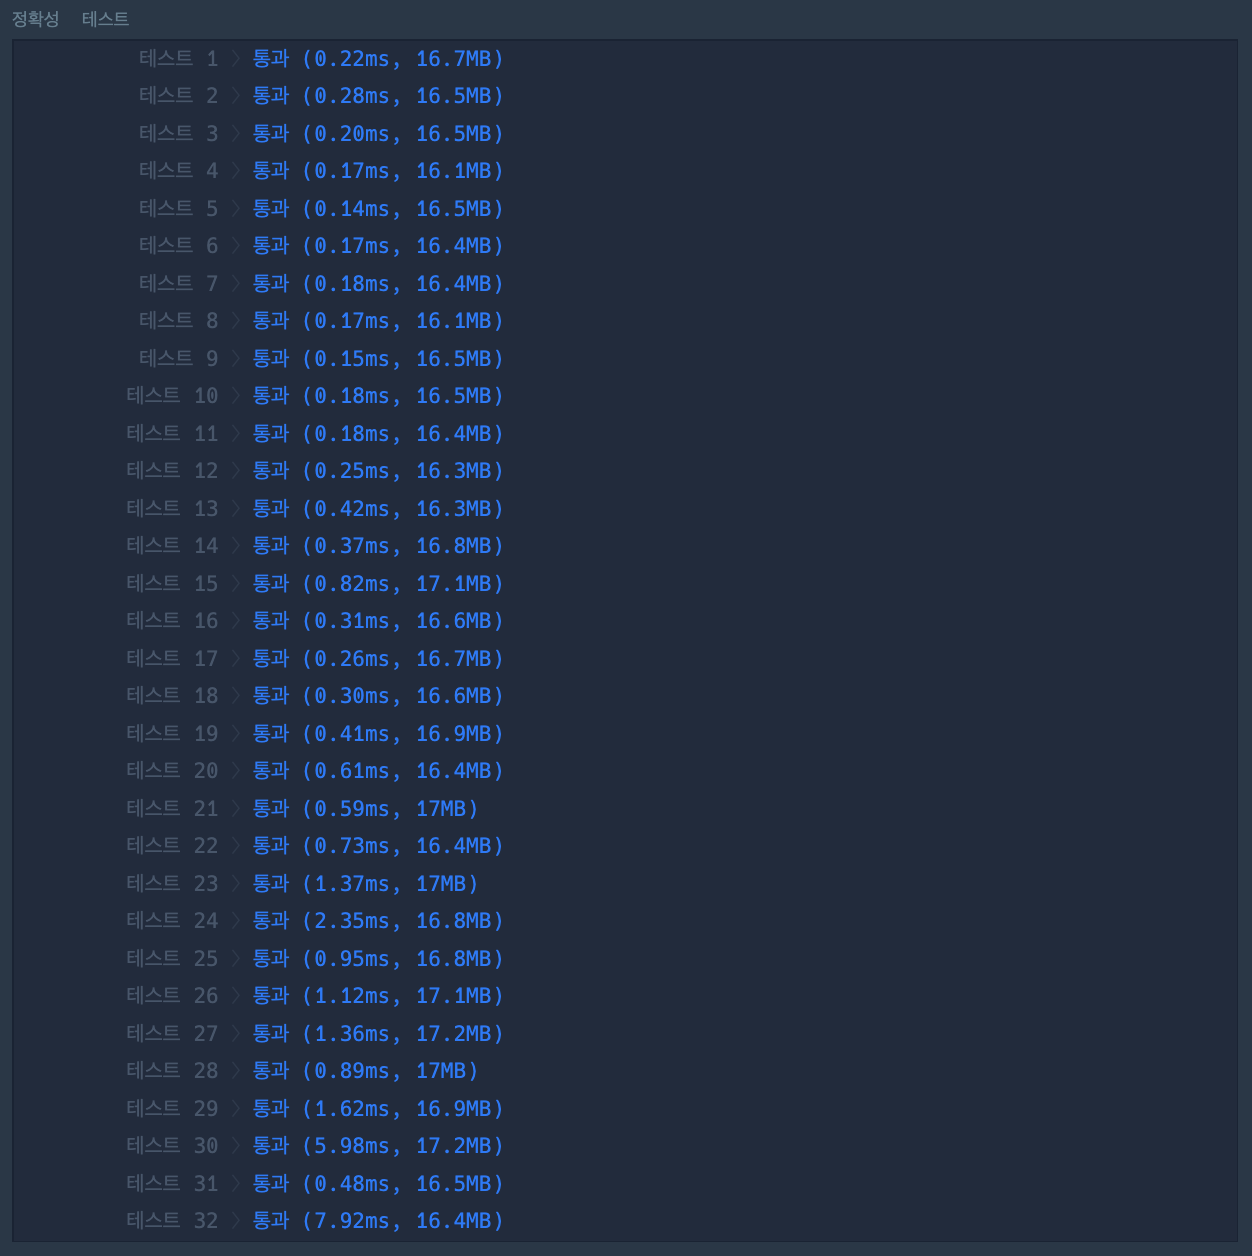 정확성 테스트
테스트 1 〉 통과 (0.22ms, 16.7MB)
테스트 2 〉 통과 (0.28ms, 16.5MB)
테스트 3 〉 통과 (0.20ms, 16.5MB)
테스트 4 〉 통과 (0.17ms, 16.1MB)
테스트 5 〉 통과 (0.14ms, 16.5MB)
테스트 6 〉 통과 (0.17ms, 16.4MB)
테스트 7 〉 통과 (0.18ms, 16.4MB)
테스트 8 〉 통과 (0.17ms, 16.1MB)
테스트 9 〉 통과 (0.15ms, 16.5MB)
테스트 10 〉 통과 (0.18ms, 16.5MB)
테스트 11 〉 통과 (0.18ms, 16.4MB)
테스트 12 〉 통과 (0.25ms, 16.3MB)
테스트 13 〉 통과 (0.42ms, 16.3MB)
테스트 14 〉 통과 (0.37ms, 16.8MB)
테스트 15 〉 통과 (0.82ms, 17.1MB)
테스트 16 〉 통과 (0.31ms, 16.6MB)
테스트 17 〉 통과 (0.26ms, 16.7MB)
테스트 18 〉 통과 (0.30ms, 16.6MB)
테스트 19 〉 통과 (0.41ms, 16.9MB)
테스트 20 〉 통과 (0.61ms, 16.4MB)
테스트 21 〉 통과 (0.59ms, 17MB)
테스트 22 〉 통과 (0.73ms, 16.4MB)
테스트 23 〉 통과 (1.37ms, 17MB)
테스트 24 〉 통과 (2.35ms, 16.8MB)
테스트 25 〉 통과 (0.95ms, 16.8MB)
테스트 26 〉 통과 (1.12ms, 17.1MB)
테스트 27 〉 통과 (1.36ms, 17.2MB)
테스트 28 〉 통과 (0.89ms, 17MB)
테스트 29 〉 통과 (1.62ms, 16.9MB)
테스트 30 〉 통과 (5.98ms, 17.2MB)
테스트 31 〉 통과 (0.48ms, 16.5MB)
테스트 32 〉 통과 (7.92ms, 16.4MB)